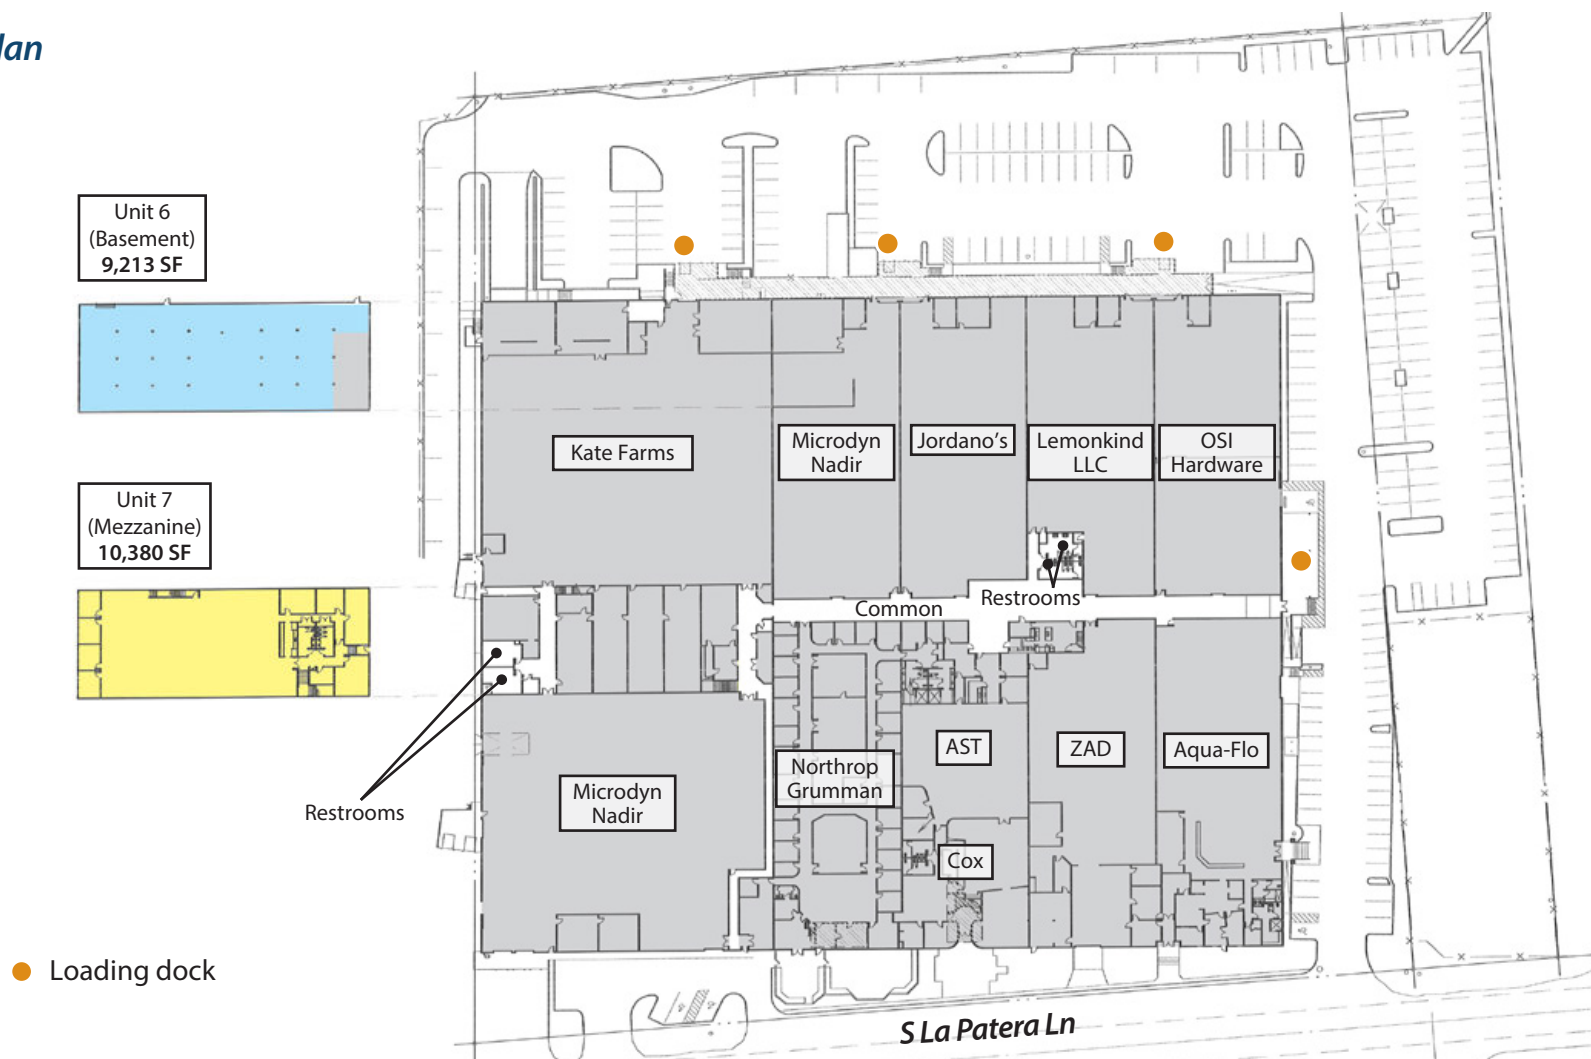 lan
Unit 6
(Basement)
9,213 SF
Unit 7
(Mezzanine)
10,380 SF
Kate Farms
Microdyn
Nadir
Jordano's
Lemonkind
LLC
OSI
Hardware
Common
Restrooms
Restrooms
Microdyn
Nadir
Northrop
Grumman
AST
ZAD
Aqua-Flo
Cox
Loading dock
S La Patera Ln